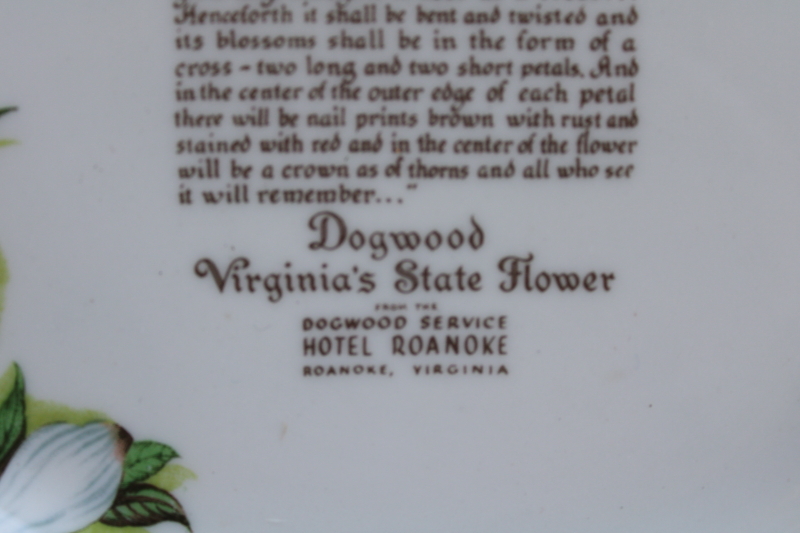 Henceforth it shall be bent and twisted and
its blossoms shall be in the form of a
cross - two long and two short petals. And
in the center of the outer edge of each petal
there will be nail prints brown with rust and
stained with red and in the center of the flower
will be a crown as of thorns and all who see
it will remember..."
Dogwood
Virginia's State Flower
FROM THE
DOGWOOD SERVICE
HOTEL ROANOKE
ROANOKE, VIRGINIA